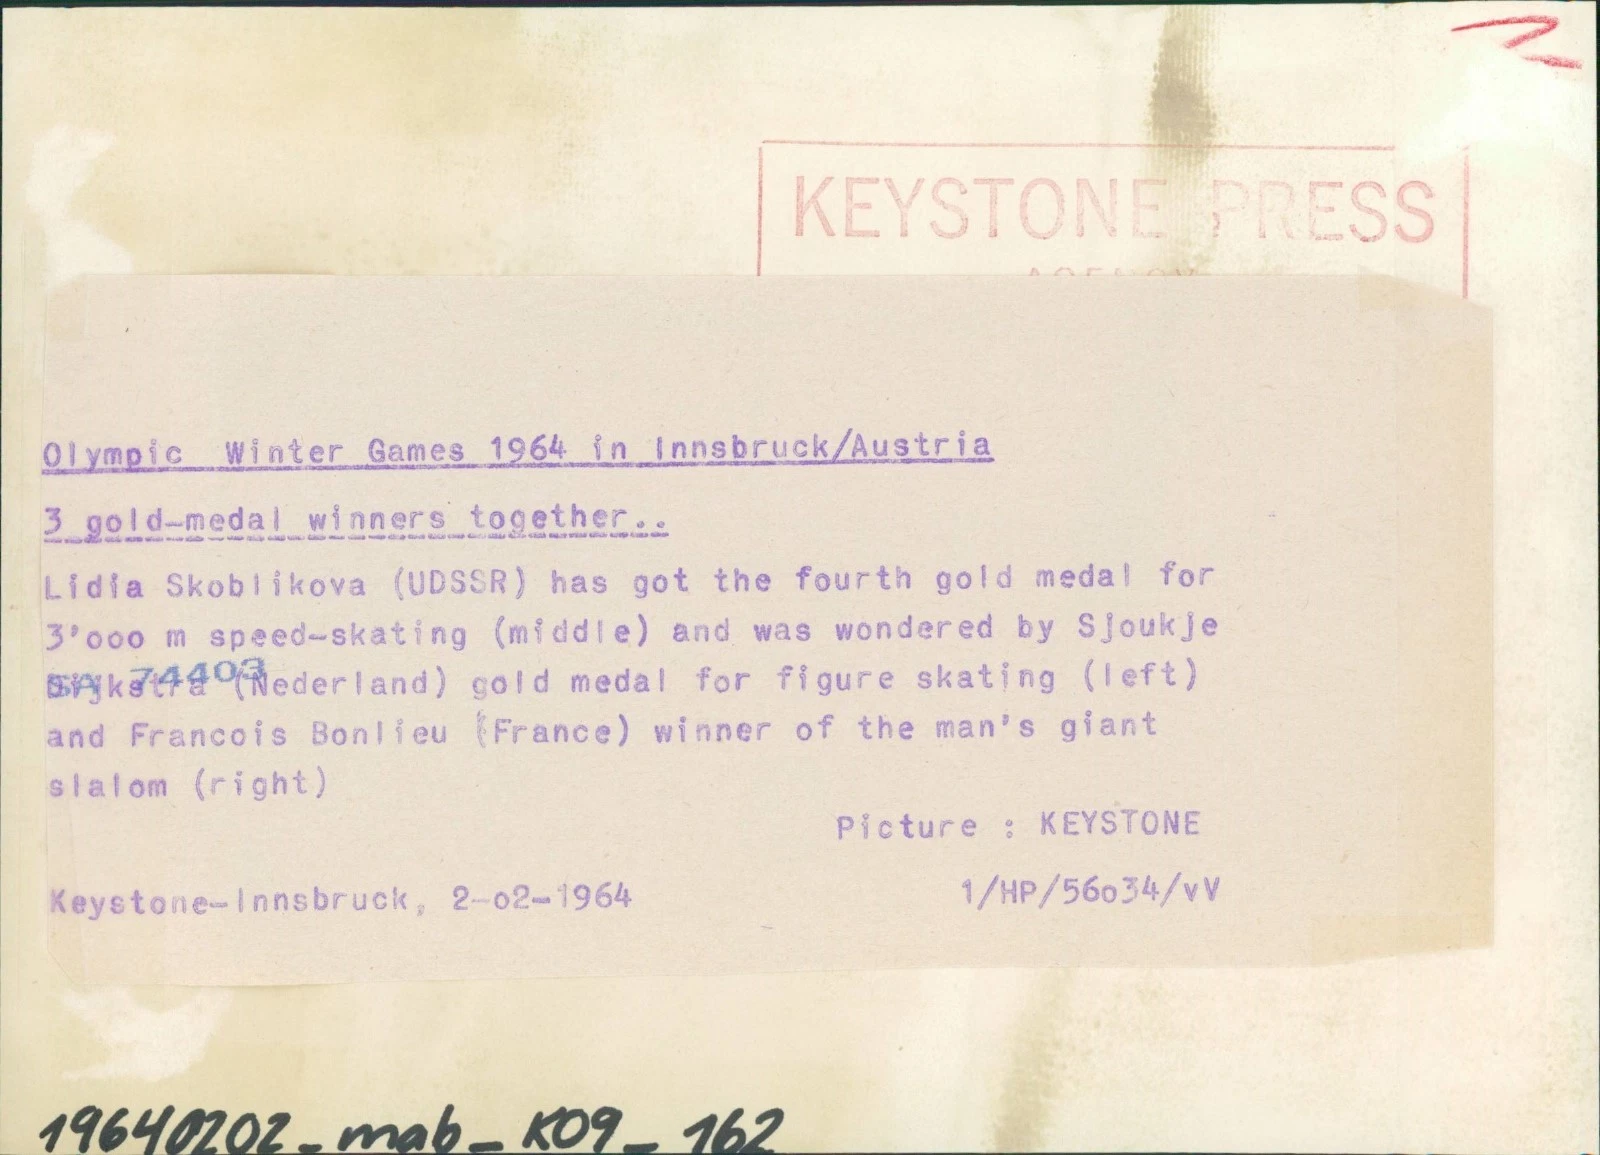 KEYSTONE PRESS
AGENCY
Olympic Winter Games 1964 in Innsbruck/Austria
3 gold-medal winners together..
Lidia Skoblikova (UDSSR) has got the fourth gold medal for
3'ooo m speed-skating (middle) and was wondered by Sjoukje
SA 74403
Dijkstra (Nederland) gold medal for figure skating (left)
and Francois Bonlieu (France) winner of the man's giant
slalom (right)
Picture : KEYSTONE
Keystone-Innsbruck, 2-o2-1964 1/HP/56o34/vV
19640202_mab_K09_162